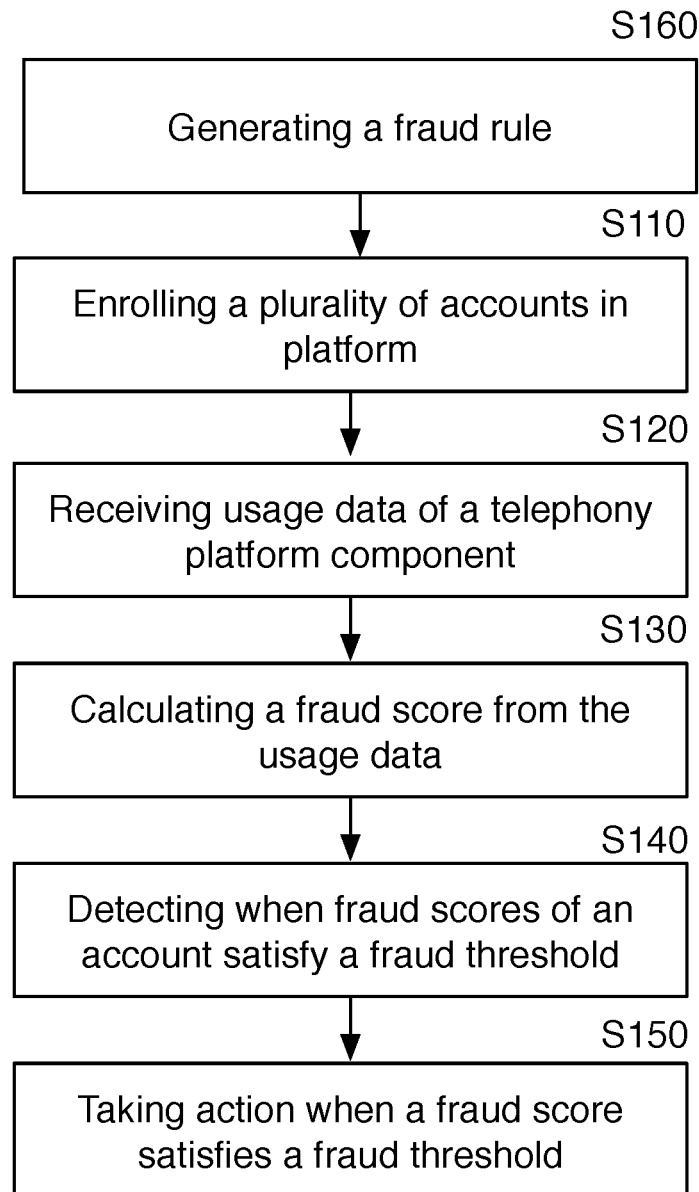 S160
Generating a fraud rule
S110
Enrolling a plurality of accounts in
platform
S120
Receiving usage data of a telephony
platform component
S130
Calculating a fraud score from the
usage data
S140
Detecting when fraud scores of an
account satisfy a fraud threshold
S150
Taking action when a fraud score
satisfies a fraud threshold